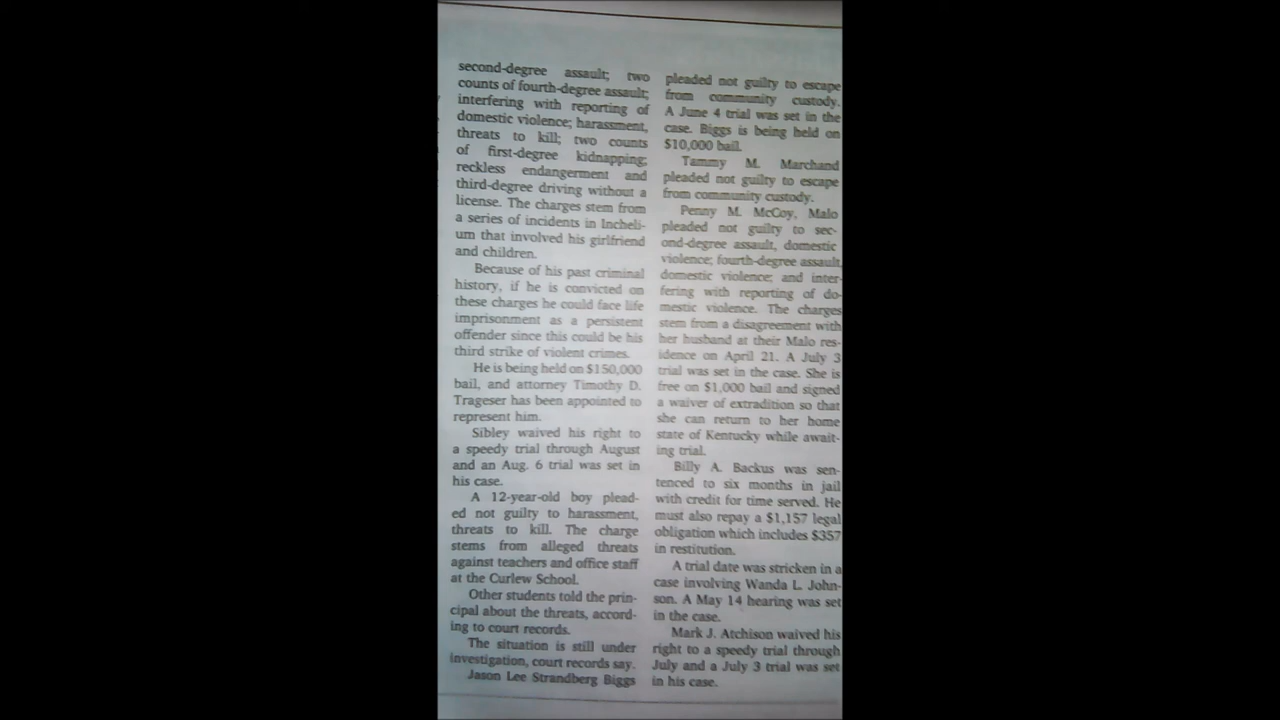 second-degree assault; two
counts of fourth-degree assault;
interfering with reporting of
domestic violence; harassment,
threats to kill; two counts
of first-degree kidnapping;
reckless endangerment and
third-degree driving without a
license. The charges stem from
a series of incidents in Incheli-
um that involved his girlfriend
and children.
Because of his past criminal
history, if he is convicted on
these charges he could face life
imprisonment as a persistent
offender since this could be his
third strike of violent crimes.
He is being held on $150,000
bail, and attorney Timothy D.
Trageser has been appointed to
represent him.
Sibley waived his right to
a speedy trial through August
and an Aug. 6 trial was set in
his case.
A 12-year-old boy plead-
ed not guilty to harassment,
threats to kill. The charge
stems from alleged threats
against teachers and office staff
at the Curlew School.
Other students told the prin-
cipal about the threats, accord-
ing to court records.
The situation is still under
investigation, court records say.
Jason Lee Strandberg Biggs
pleaded not guilty to escape
from community custody.
A June 4 trial was set in the
case. Biggs is being held on
$10,000 bail.
Tammy M. Marchand
pleaded not guilty to escape
from community custody.
Penny M. McCoy, Malo
pleaded not guilty to sec-
ond-degree assault, domestic
violence; fourth-degree assault,
domestic violence; and inter-
fering with reporting of do-
mestic violence. The charges
stem from a disagreement with
her husband at their Malo res-
idence on April 21. A July 3
trial was set in the case. She is
free on $1,000 bail and signed
a waiver of extradition so that
she can return to her home
state of Kentucky while await-
ing trial.
Billy A. Backus was sen-
tenced to six months in jail
with credit for time served. He
must also repay a $1,157 legal
obligation which includes $357
in restitution.
A trial date was stricken in a
case involving Wanda L. John-
son. A May 14 hearing was set
in the case.
Mark J. Atchison waived his
right to a speedy trial through
July and a July 3 trial was set
in his case.